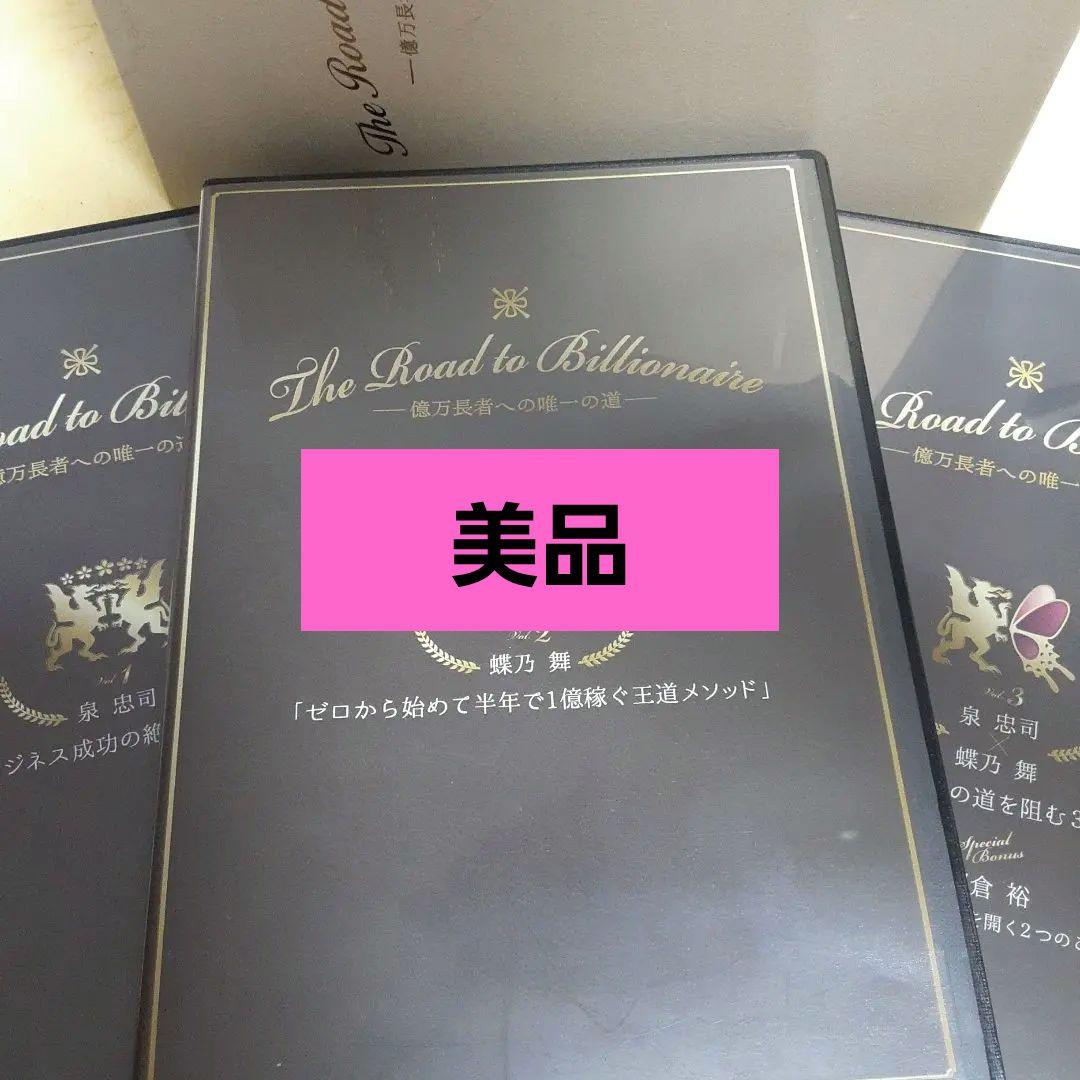 The Road
一億万長
The Road to Billionaire
―億万長者への唯一の道―
美品
Vol. 2
蝶乃 舞
「ゼロから始めて半年で1億稼ぐ王道メソッド」
oad to Bil
億万長者への唯一の
Vol. 1
泉 忠司
ジネス成功の絶
Road to B
―億万長者への唯一
Vol. 3
泉 忠司
×
蝶乃 舞
の道を阻む3
Special
Bonus
倉 裕
を開く2つの